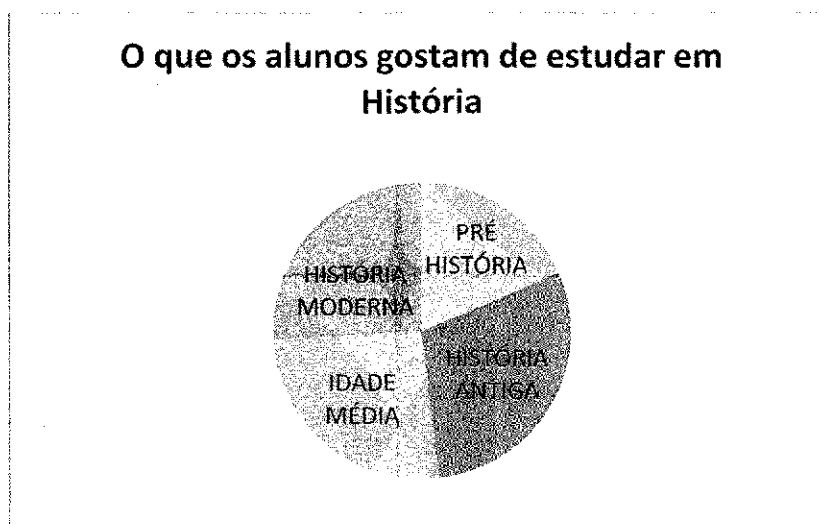 O que os alunos gostam de estudar em
História
PRÉ
HISTÓRIA
HISTÓRIA
MODERNA
HISTÓRIA
ANTIGA
IDADE
MÉDIA